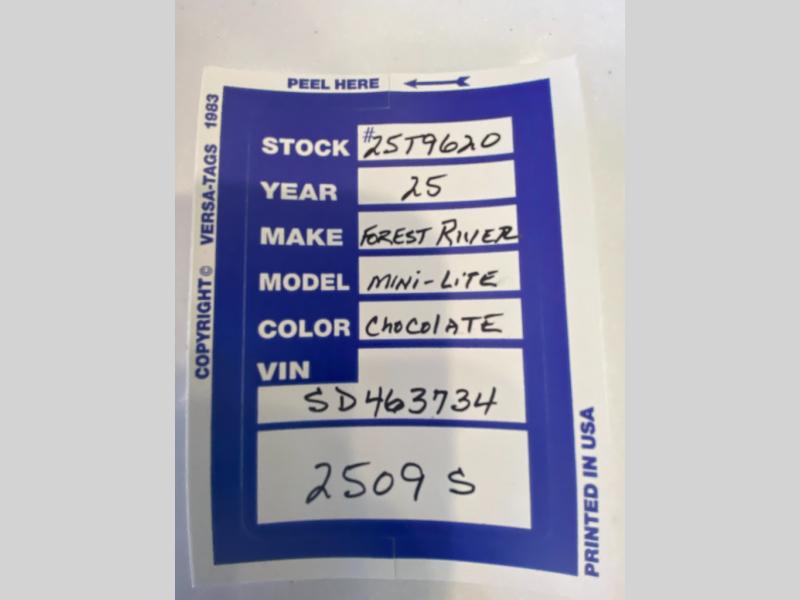 PEEL HERE
COPYRIGHT © VERSA-TAGS 1983
STOCK #25T9620
YEAR 25
MAKE FOREST RIVER
MODEL MINI-LITE
COLOR ChocolATE
VIN
SD463734
2509 S
PRINTED IN USA